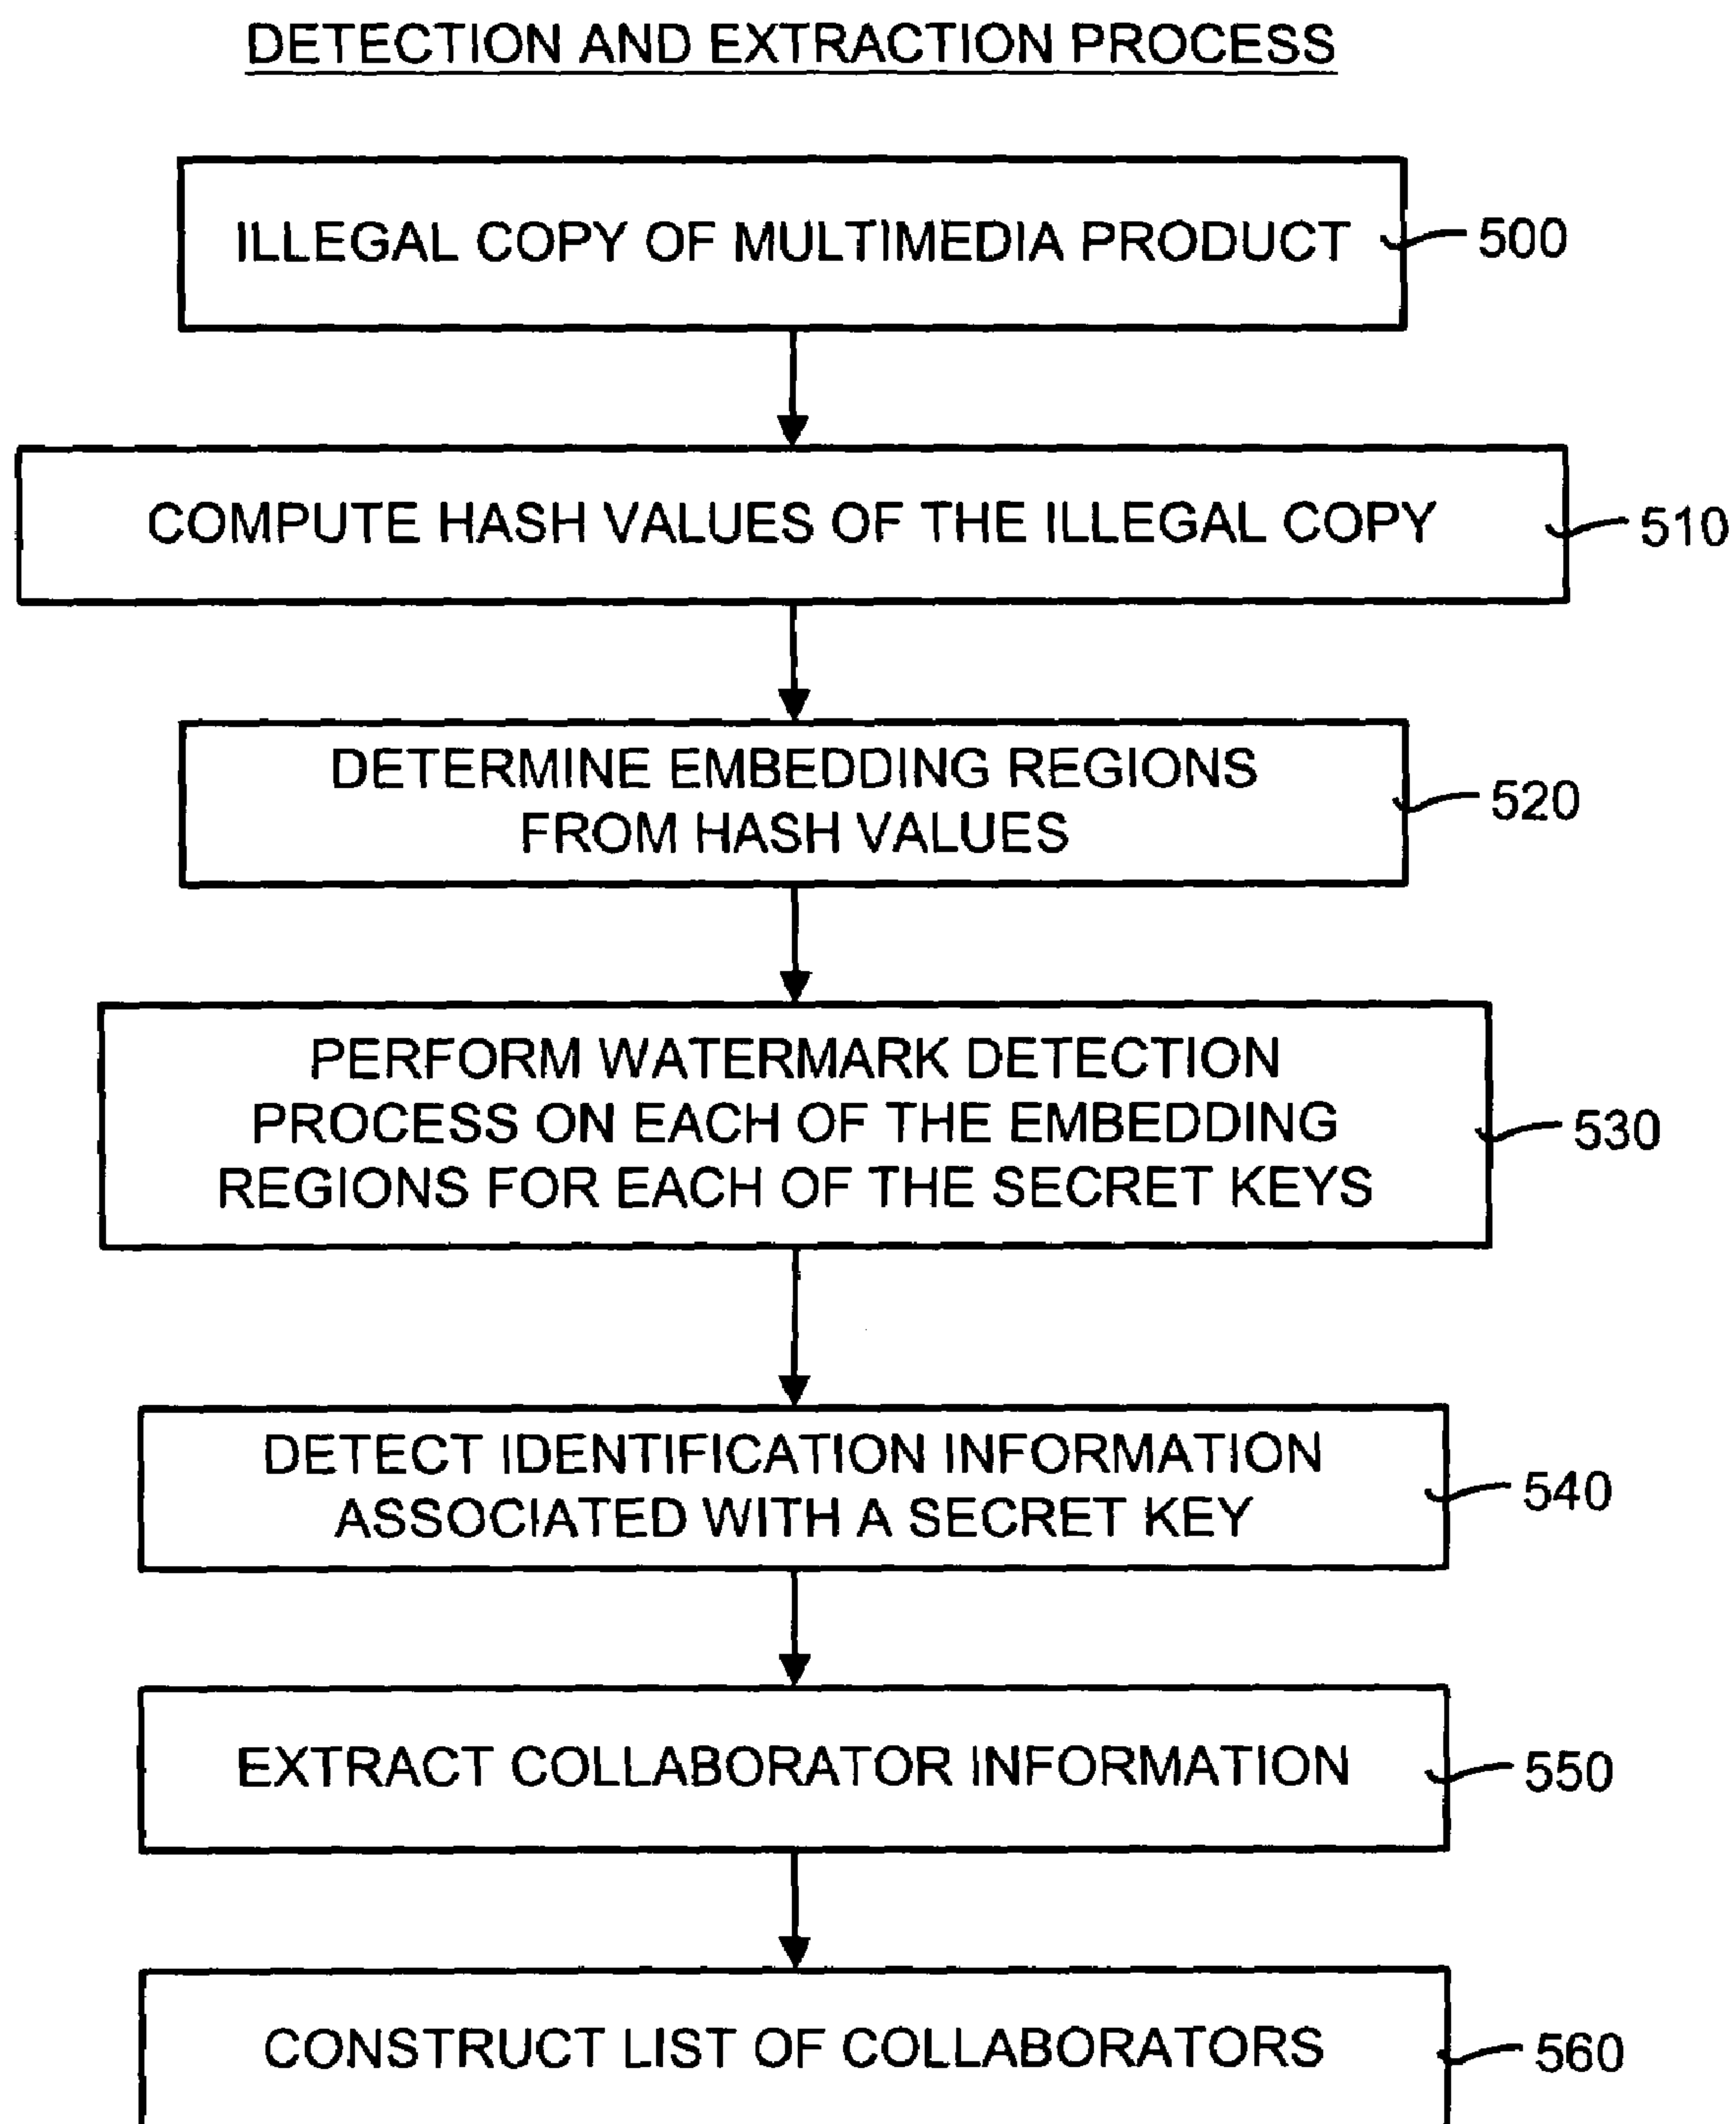 DETECTION AND EXTRACTION PROCESS
ILLEGAL COPY OF MULTIMEDIA PRODUCT
500
COMPUTE HASH VALUES OF THE ILLEGAL COPY
510
DETERMINE EMBEDDING REGIONS
FROM HASH VALUES
520
PERFORM WATERMARK DETECTION
PROCESS ON EACH OF THE EMBEDDING
REGIONS FOR EACH OF THE SECRET KEYS
530
DETECT IDENTIFICATION INFORMATION
ASSOCIATED WITH A SECRET KEY
540
EXTRACT COLLABORATOR INFORMATION
550
CONSTRUCT LIST OF COLLABORATORS
560